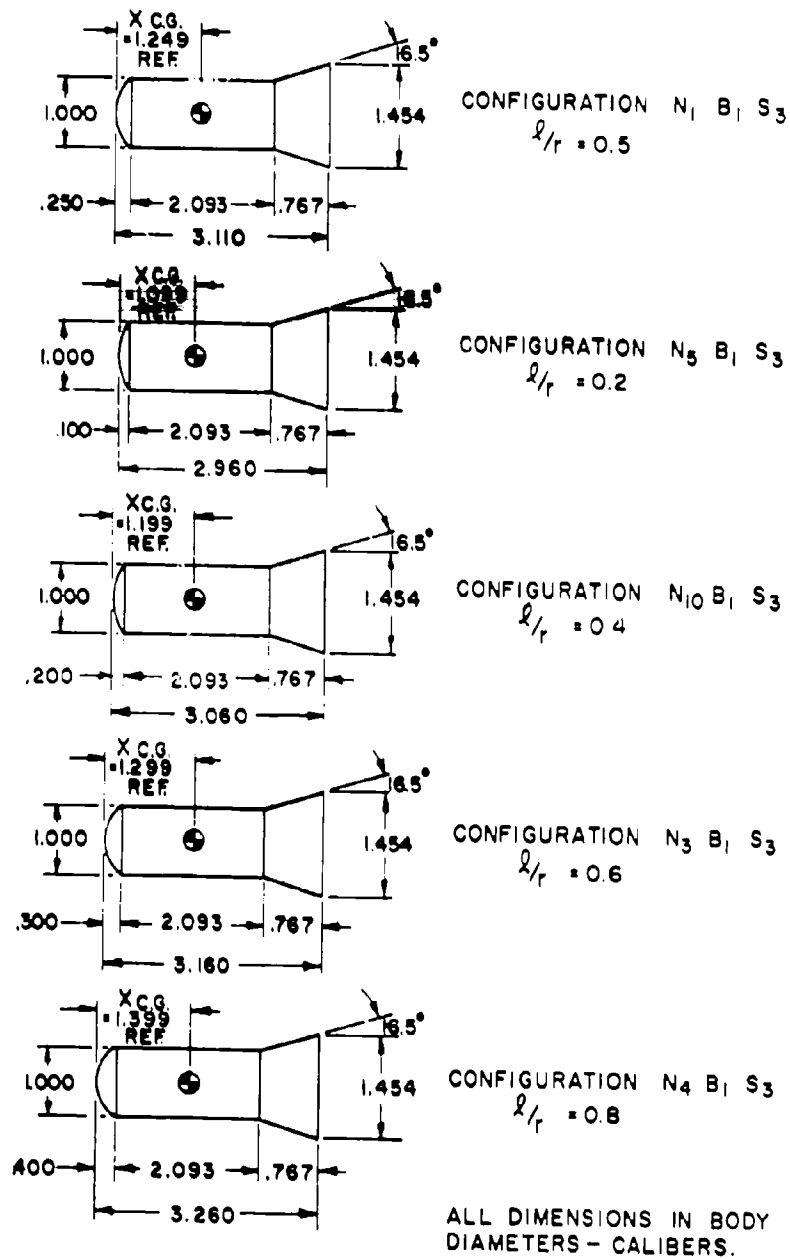 X C.G.
=1.249
REF.
6.5°
1.000
1.454
CONFIGURATION N1 B1 S3
l/r = 0.5
.250
2.093
.767
3.110
X C.G.
REF.
6.5°
1.000
1.454
CONFIGURATION N5 B1 S3
l/r = 0.2
.100
2.093
.767
2.960
X C.G.
=1.199
REF.
6.5°
1.000
1.454
CONFIGURATION N10 B1 S3
l/r = 0 4
.200
2.093
.767
3.060
X C.G.
=1.299
REF.
6.5°
1.000
1.454
CONFIGURATION N3 B1 S3
l/r = 0.6
.300
2.093
.767
3.160
X C.G.
=1.399
REF.
6.5°
1.000
1.454
CONFIGURATION N4 B1 S3
l/r = 0.8
.400
2.093
.767
3.260
ALL DIMENSIONS IN BODY
DIAMETERS - CALIBERS.